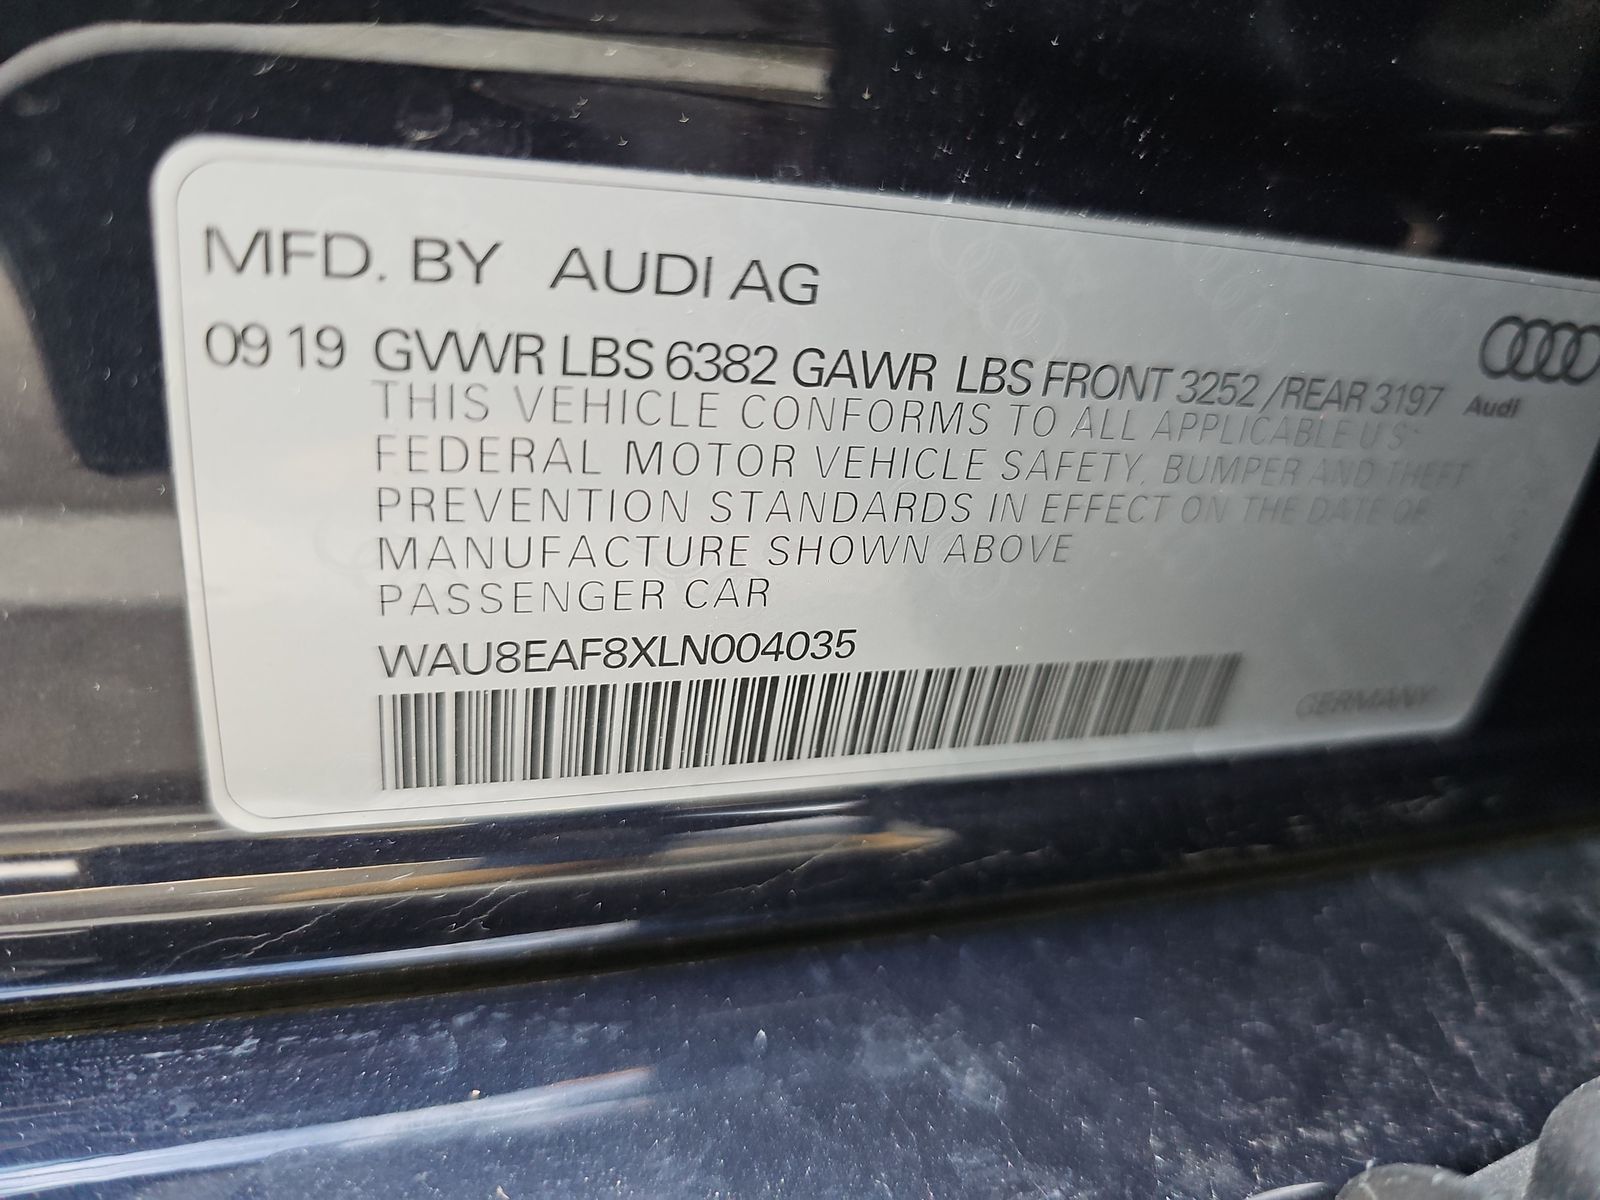 MFD. BY AUDI AG
09 19 GVWR LBS 6382 GAWR LBS FRONT 3252 /REAR 3197
Audi
THIS VEHICLE CONFORMS TO ALL APPLICABLE U S
FEDERAL MOTOR VEHICLE SAFETY, BUMPER AND THEFT
PREVENTION STANDARDS IN EFFECT ON THE DATE OF
MANUFACTURE SHOWN ABOVE
PASSENGER CAR
WAU8EAF8XLN004035
GERMANY